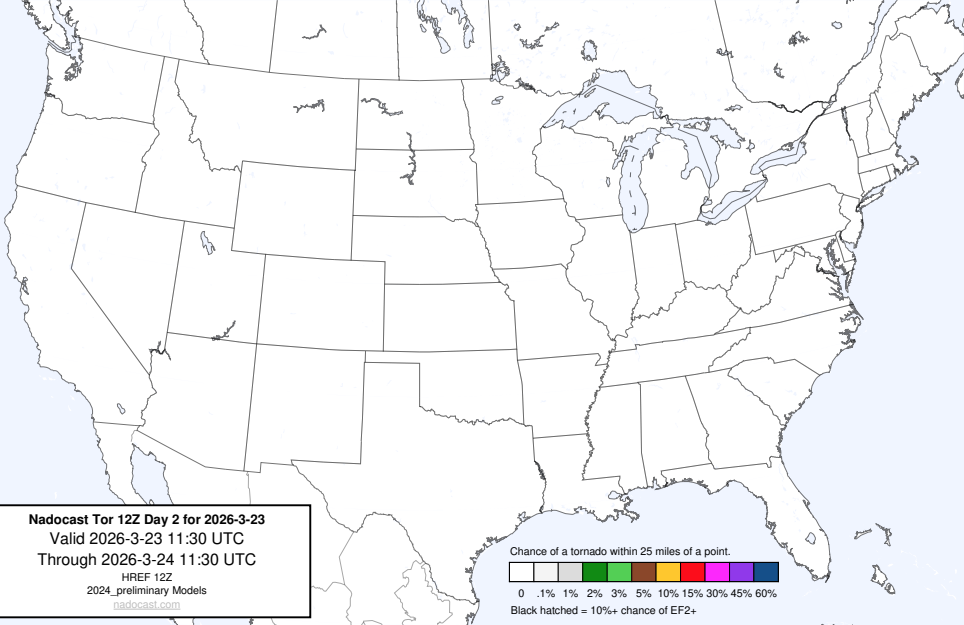 Nadocast Tor 12Z Day 2 for 2026-3-23
Valid 2026-3-23 11:30 UTC
Through 2026-3-24 11:30 UTC
HREF 12Z
2024_preliminary Models
nadocast.com
Chance of a tornado within 25 miles of a point.
0 .1% 1% 2% 3% 5% 10% 15% 30% 45% 60%
Black hatched = 10%+ chance of EF2+